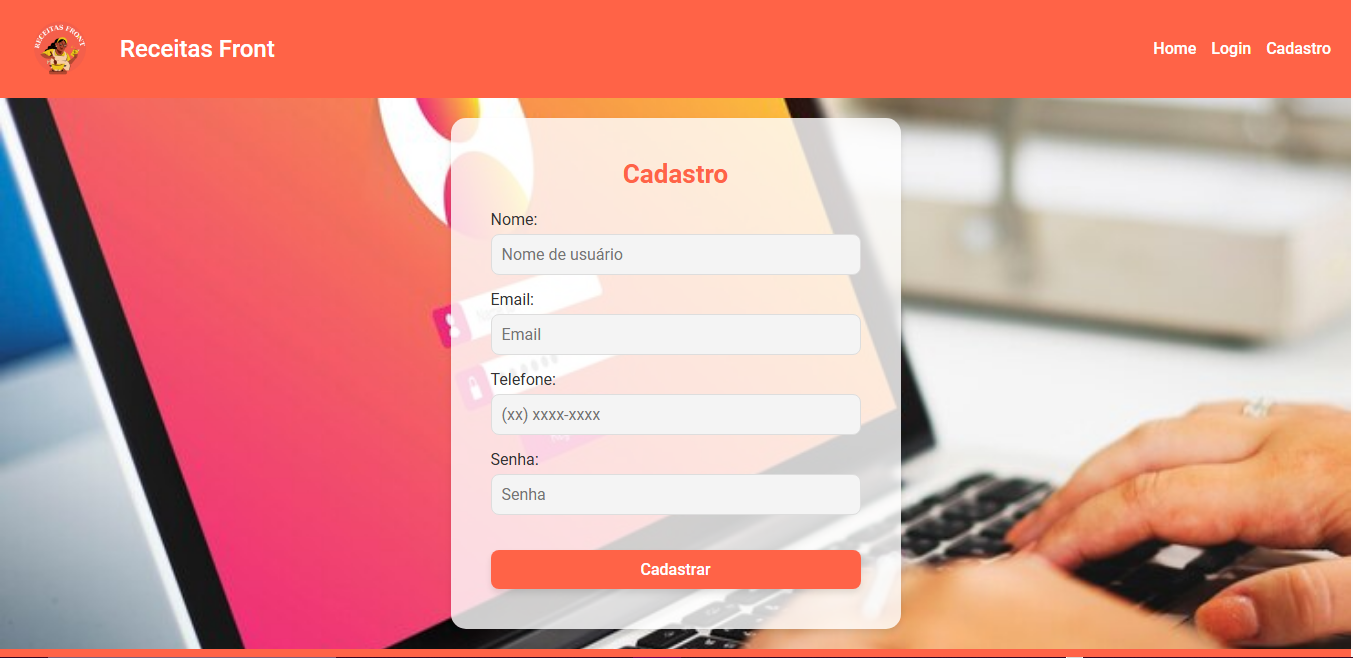 RECEITAS FRONT
Receitas Front
Home Login Cadastro
Cadastro
Nome:
Nome de usuário
Email:
Email
Telefone:
(xx) xxxx-xxxx
Senha:
Senha
Cadastrar